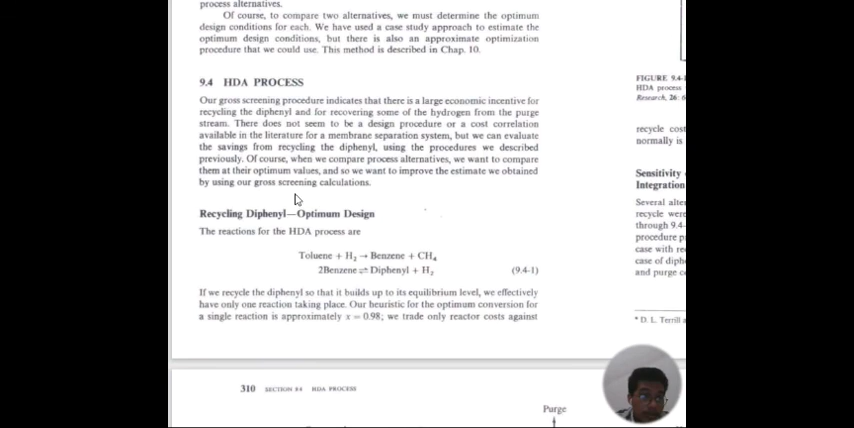 process alternatives.
Of course, to compare two alternatives, we must determine the optimum
design conditions for each. We have used a case study approach to estimate the
optimum design conditions, but there is also an approximate optimization
procedure that we could use. This method is described in Chap. 10.
9.4 HDA PROCESS
Our gross screening procedure indicates that there is a large economic incentive for
recycling the diphenyl and for recovering some of the hydrogen from the purge
stream. There does not seem to be a design procedure or a cost correlation
available in the literature for a membrane separation system, but we can evaluate
the savings from recycling the diphenyl, using the procedures we described
previously. Of course, when we compare process alternatives, we want to compare
them at their optimum values, and so we want to improve the estimate we obtained
by using our gross screening calculations.
Recycling Diphenyl—Optimum Design
The reactions for the HDA process are
Toluene + H₂ → Benzene + CH₄
2Benzene ⇌ Diphenyl + H₂ (9.4-1)
If we recycle the diphenyl so that it builds up to its equilibrium level, we effectively
have only one reaction taking place. Our heuristic for the optimum conversion for
a single reaction is approximately x = 0.98; we trade only reactor costs against
310 SECTION 9.4 HDA PROCESS
Purge
FIGURE 9.4-
HDA process
Research, 26: 6
recycle cost
normally is
Sensitivity
Integration
Several alter
recycle were
through 9.4-
procedure p
case with re
case of diph
and purge c
* D. L. Terrill a